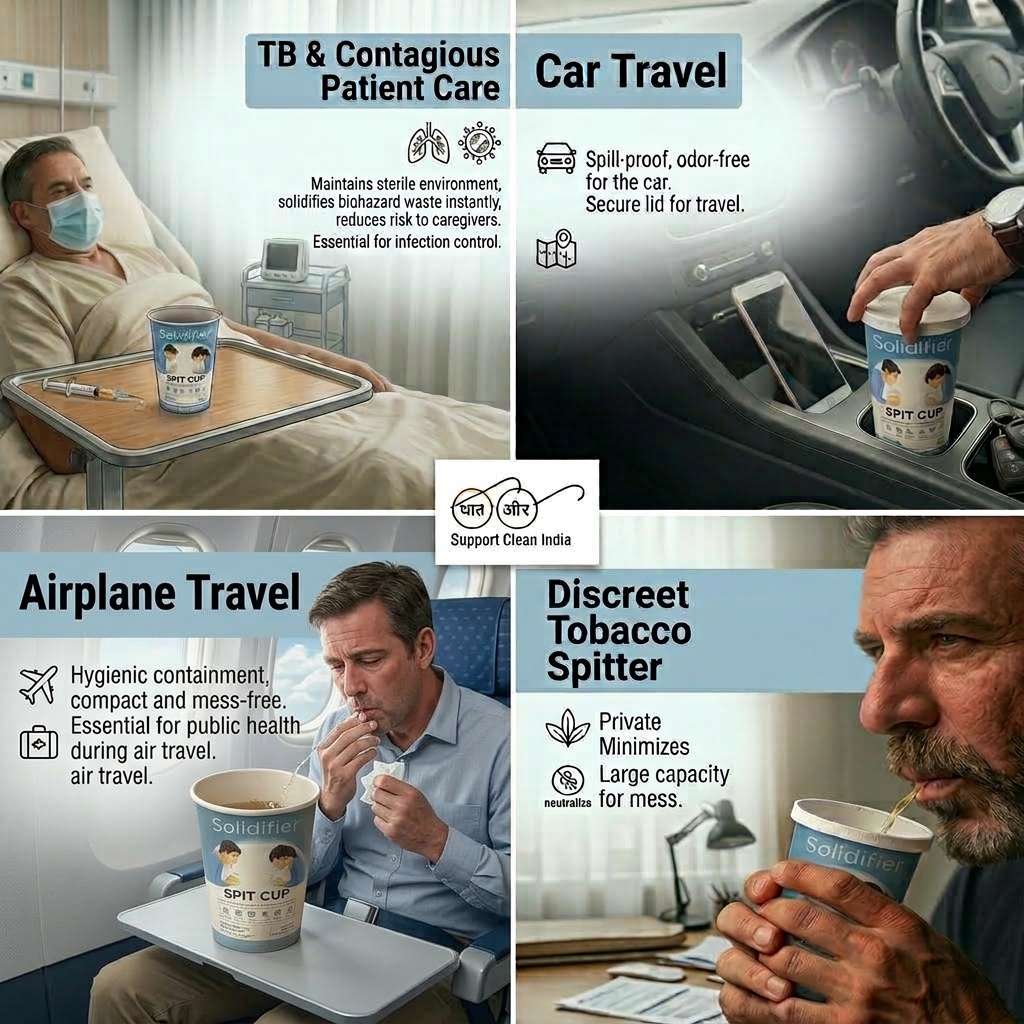 TB & Contagious
Patient Care
Maintains sterile environment,
solidifies biohazard waste instantly,
reduces risk to caregivers.
Essential for infection control.
SPIT CUP
Car Travel
Spill-proof, odor-free
for the car.
Secure lid for travel.
Solidifier
SPIT CUP
धात और
Support Clean India
Airplane Travel
Hygienic containment,
compact and mess-free.
Essential for public health
during air travel.
air travel.
Solidifier
SPIT CUP
Discreet
Tobacco
Spitter
Private
Minimizes
neutralizs
Large capacity
for mess.
Solidifier